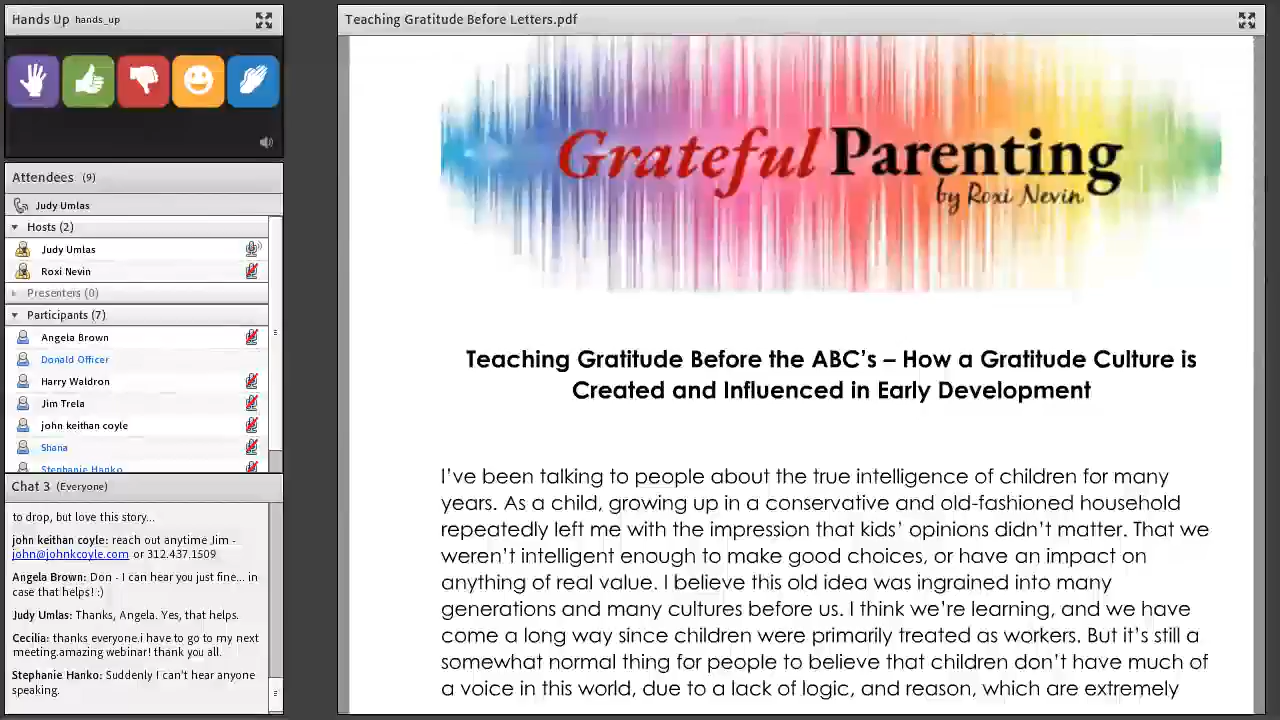 Hands Up hands_up
Attendees (9)
Judy Umlas
Hosts (2)
Judy Umlas
Roxi Nevin
Presenters (0)
Participants (7)
Angela Brown
Donald Officer
Harry Waldron
Jim Trela
john keithan coyle
Shana
Stephanie Hanko
Chat 3 (Everyone)
to drop, but love this story...
john keithan coyle: reach out anytime Jim -
john@johnkcoyle.com or 312.437.1509
Angela Brown: Don - I can hear you just fine... in
case that helps! :)
Judy Umlas: Thanks, Angela. Yes, that helps.
Cecilia: thanks everyone.i have to go to my next
meeting.amazing webinar! thank you all.
Stephanie Hanko: Suddenly I can't hear anyone
speaking.
Teaching Gratitude Before Letters.pdf
Grateful Parenting
by Roxi Nevin
Teaching Gratitude Before the ABC’s – How a Gratitude Culture is
Created and Influenced in Early Development
I’ve been talking to people about the true intelligence of children for many
years. As a child, growing up in a conservative and old-fashioned household
repeatedly left me with the impression that kids’ opinions didn’t matter. That we
weren’t intelligent enough to make good choices, or have an impact on
anything of real value. I believe this old idea was ingrained into many
generations and many cultures before us. I think we’re learning, and we have
come a long way since children were primarily treated as workers. But it’s still a
somewhat normal thing for people to believe that children don’t have much of
a voice in this world, due to a lack of logic, and reason, which are extremely